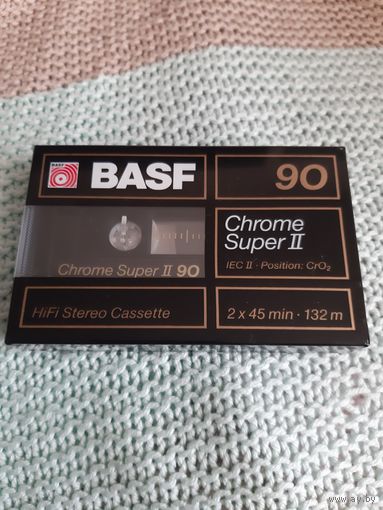 BASF
BASF
90
Chrome
Super II
IEC II · Position: CrO₂
Chrome Super II 90
HiFi Stereo Cassette
2 x 45 min · 132 m
www.ay.by